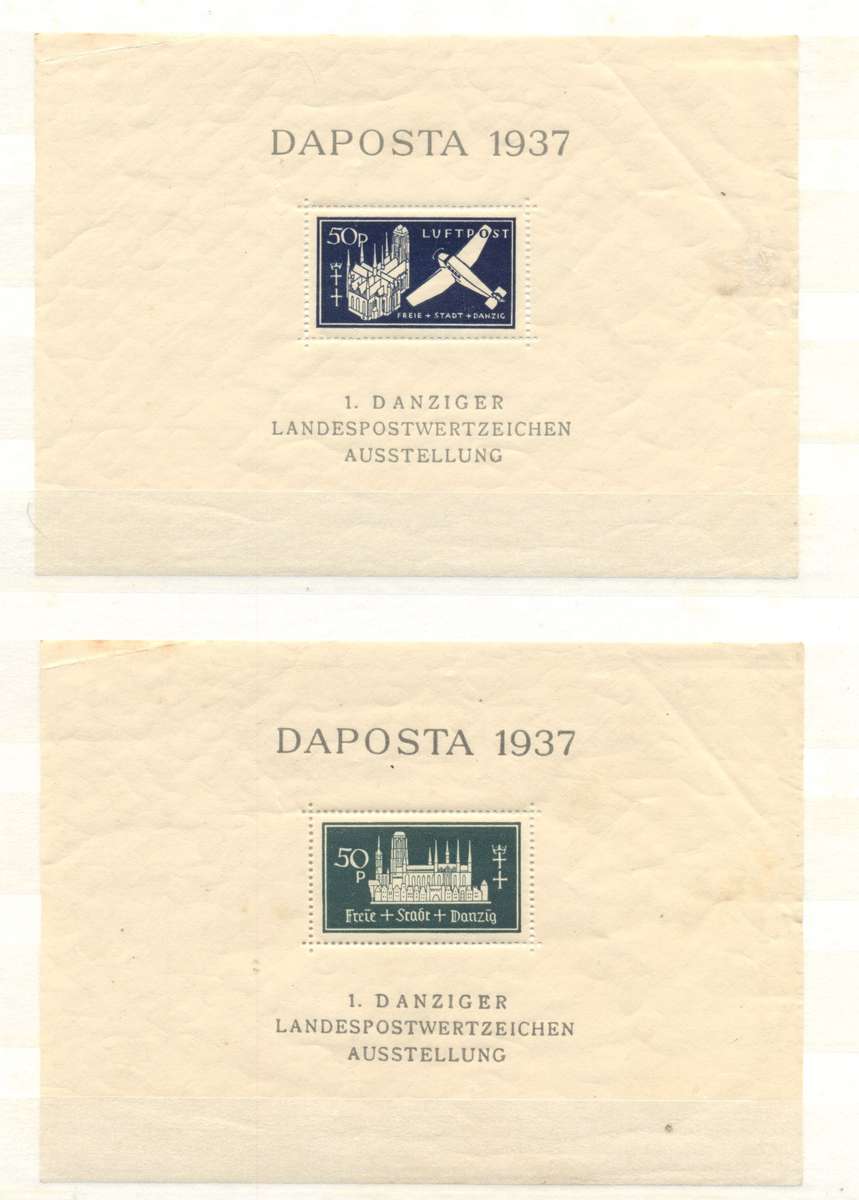 DAPOSTA 1937
50P
LUFTPOST
FREIE + STADT + DANZIG
1. DANZIGER
LANDESPOSTWERTZEICHEN
AUSSTELLUNG
DAPOSTA 1937
50
P
Freie + Stadt + Danzig
1. DANZIGER
LANDESPOSTWERTZEICHEN
AUSSTELLUNG